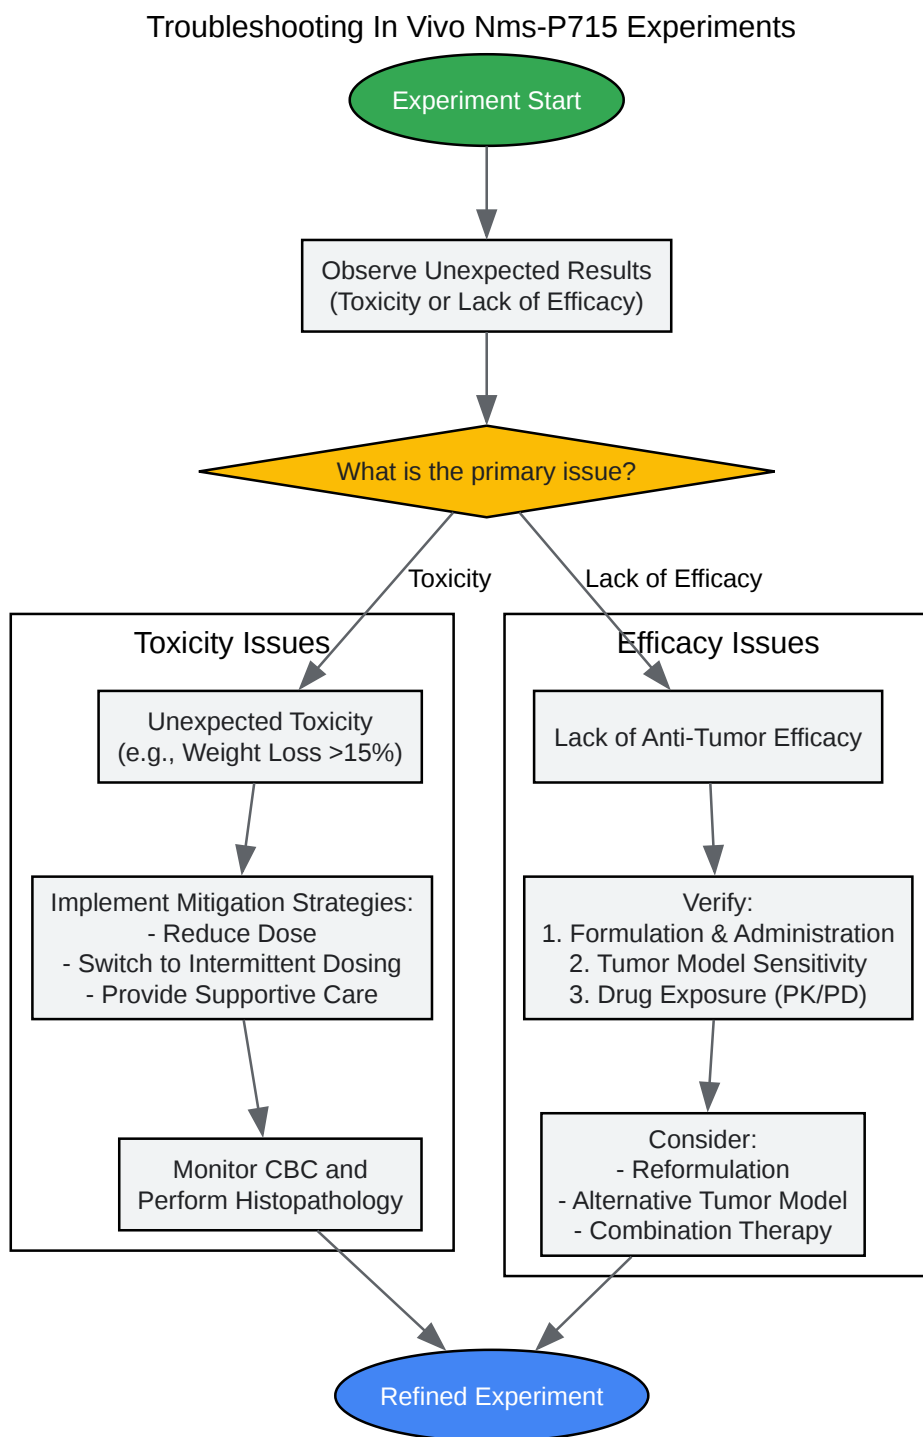 Troubleshooting In Vivo Nms-P715 Experiments
Experiment Start
Observe Unexpected Results
(Toxicity or Lack of Efficacy)
What is the primary issue?
Toxicity
Lack of Efficacy
Toxicity Issues
Unexpected Toxicity
(e.g., Weight Loss >15%)
Implement Mitigation Strategies:
- Reduce Dose
- Switch to Intermittent Dosing
- Provide Supportive Care
Monitor CBC and
Perform Histopathology
Efficacy Issues
Lack of Anti-Tumor Efficacy
Verify:
1. Formulation & Administration
2. Tumor Model Sensitivity
3. Drug Exposure (PK/PD)
Consider:
- Reformulation
- Alternative Tumor Model
- Combination Therapy
Refined Experiment